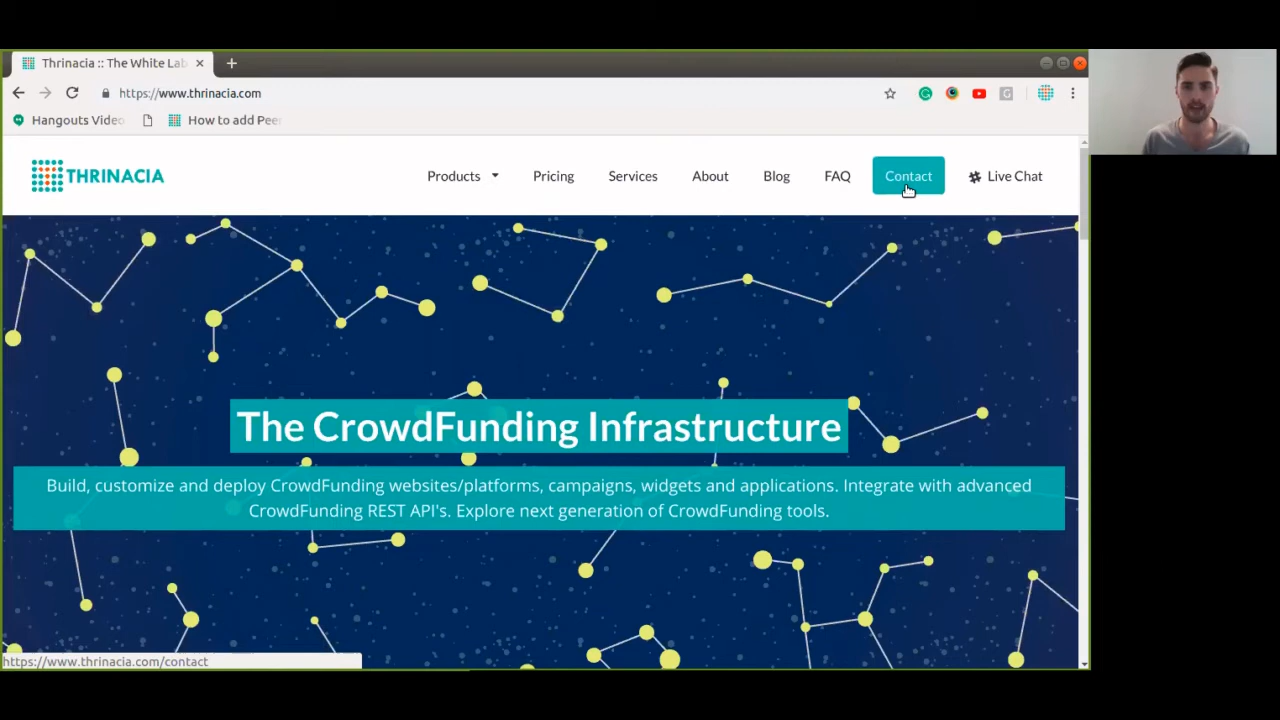 Thrinacia :: The White Lab
https://www.thrinacia.com
Hangouts Video
How to add Pee
THRINACIA
Products
Pricing
Services
About
Blog
FAQ
Contact
Live Chat
The CrowdFunding Infrastructure
Build, customize and deploy CrowdFunding websites/platforms, campaigns, widgets and applications. Integrate with advanced
CrowdFunding REST API's. Explore next generation of CrowdFunding tools.
https://www.thrinacia.com/contact